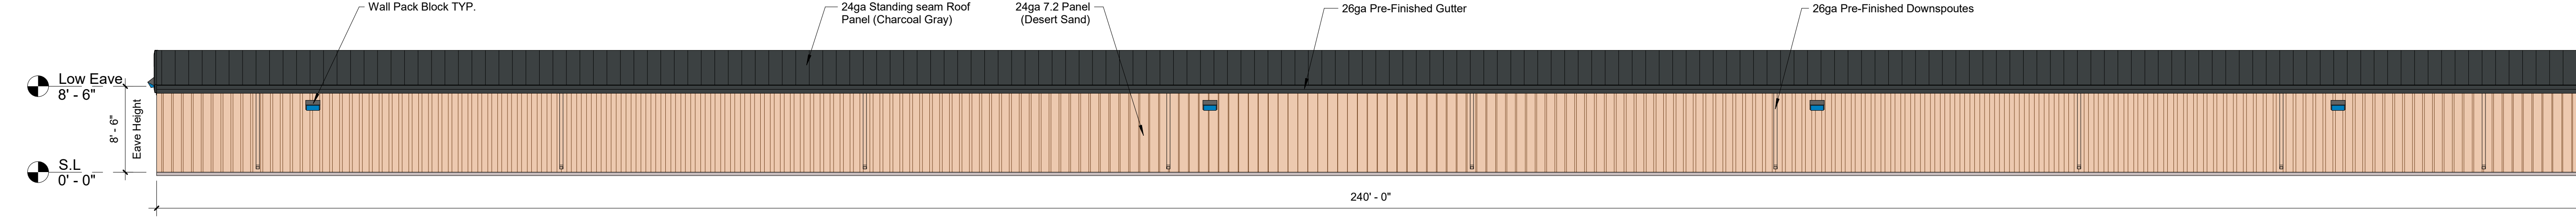 Wall Pack Block TYP.
24ga Standing seam Roof
Panel (Charcoal Gray)
24ga 7.2 Panel
(Desert Sand)
26ga Pre-Finished Gutter
26ga Pre-Finished Downspoutes
Low Eave
8' - 6"
8' - 6"
Eave Height
S.L
0' - 0"
240' - 0"